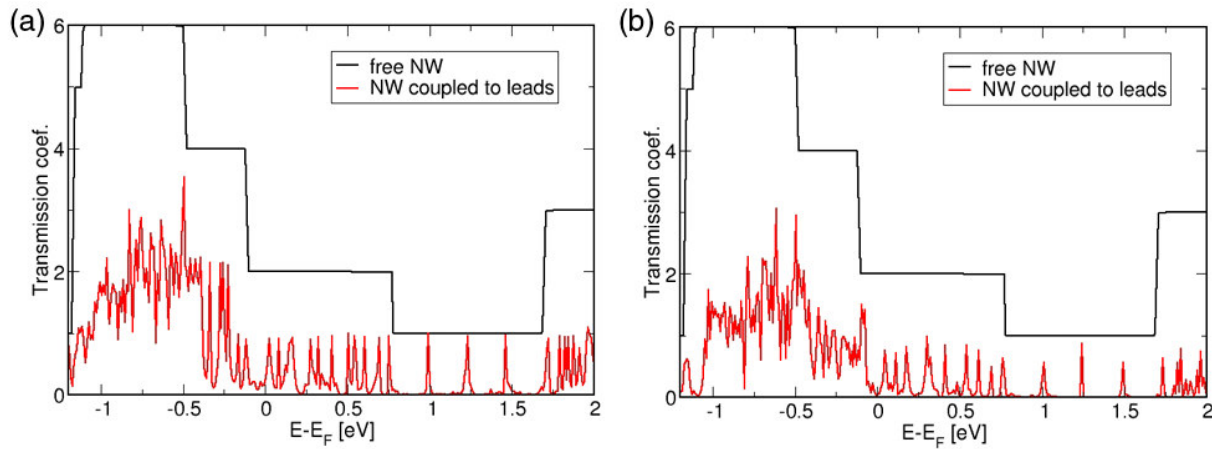 (a)
6
4
2
0
Transmission coef.
free NW
NW coupled to leads
-1
-0.5
0
0.5
1
1.5
2
E-E_F [eV]
(b)
6
4
2
0
Transmission coef.
free NW
NW coupled to leads
-1
-0.5
0
0.5
1
1.5
2
E-E_F [eV]